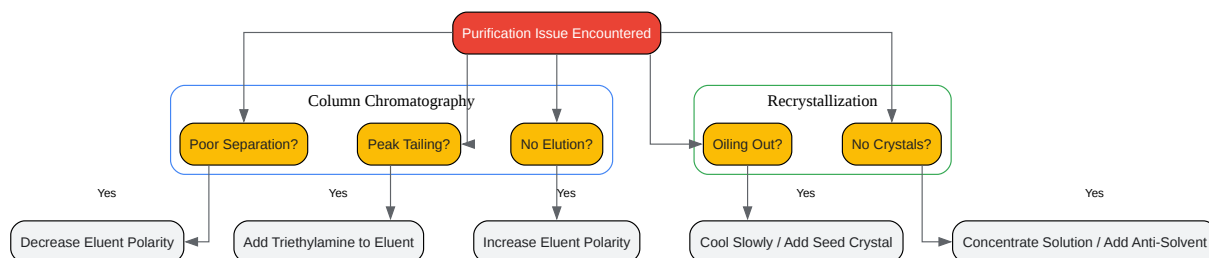 Purification Issue Encountered
Column Chromatography
Recrystallization
Poor Separation?
Peak Tailing?
No Elution?
Oiling Out?
No Crystals?
Yes
Yes
Yes
Yes
Yes
Decrease Eluent Polarity
Add Triethylamine to Eluent
Increase Eluent Polarity
Cool Slowly / Add Seed Crystal
Concentrate Solution / Add Anti-Solvent